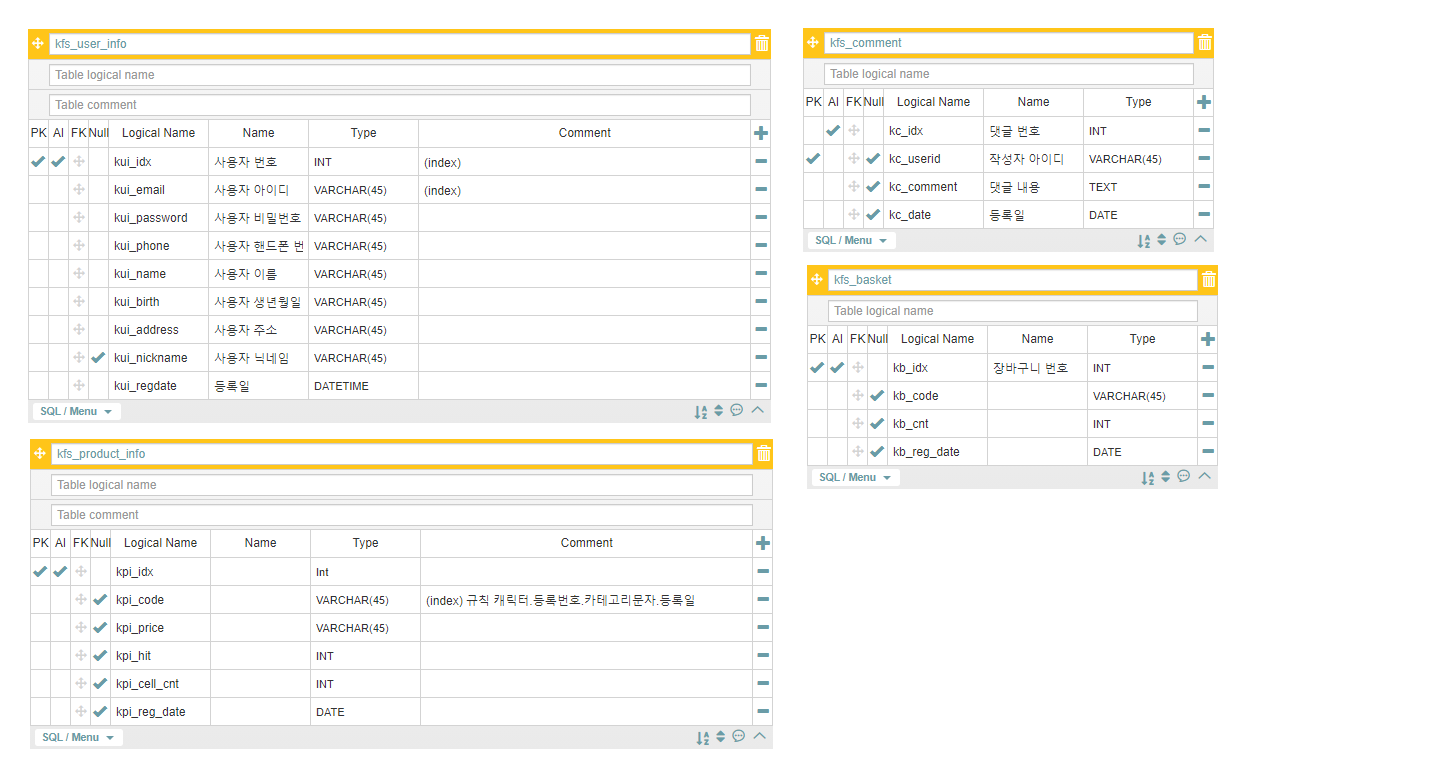 kfs_user_info
Table logical name
Table comment
PK AI FK Null Logical Name Name Type Comment
kui_idx 사용자 번호 INT (index)
kui_email 사용자 아이디 VARCHAR(45) (index)
kui_password 사용자 비밀번호 VARCHAR(45)
kui_phone 사용자 핸드폰 번 VARCHAR(45)
kui_name 사용자 이름 VARCHAR(45)
kui_birth 사용자 생년월일 VARCHAR(45)
kui_address 사용자 주소 VARCHAR(45)
kui_nickname 사용자 닉네임 VARCHAR(45)
kui_regdate 등록일 DATETIME
SQL / Menu
kfs_product_info
Table logical name
Table comment
PK AI FK Null Logical Name Name Type Comment
kpi_idx Int
kpi_code VARCHAR(45) (index) 규칙 캐릭터.등록번호.카테고리문자.등록일
kpi_price VARCHAR(45)
kpi_hit INT
kpi_cell_cnt INT
kpi_reg_date DATE
SQL / Menu
kfs_comment
Table logical name
PK AI FK Null Logical Name Name Type
kc_idx 댓글 번호 INT
kc_userid 작성자 아이디 VARCHAR(45)
kc_comment 댓글 내용 TEXT
kc_date 등록일 DATE
SQL / Menu
kfs_basket
Table logical name
PK AI FK Null Logical Name Name Type
kb_idx 장바구니 번호 INT
kb_code VARCHAR(45)
kb_cnt INT
kb_reg_date DATE
SQL / Menu